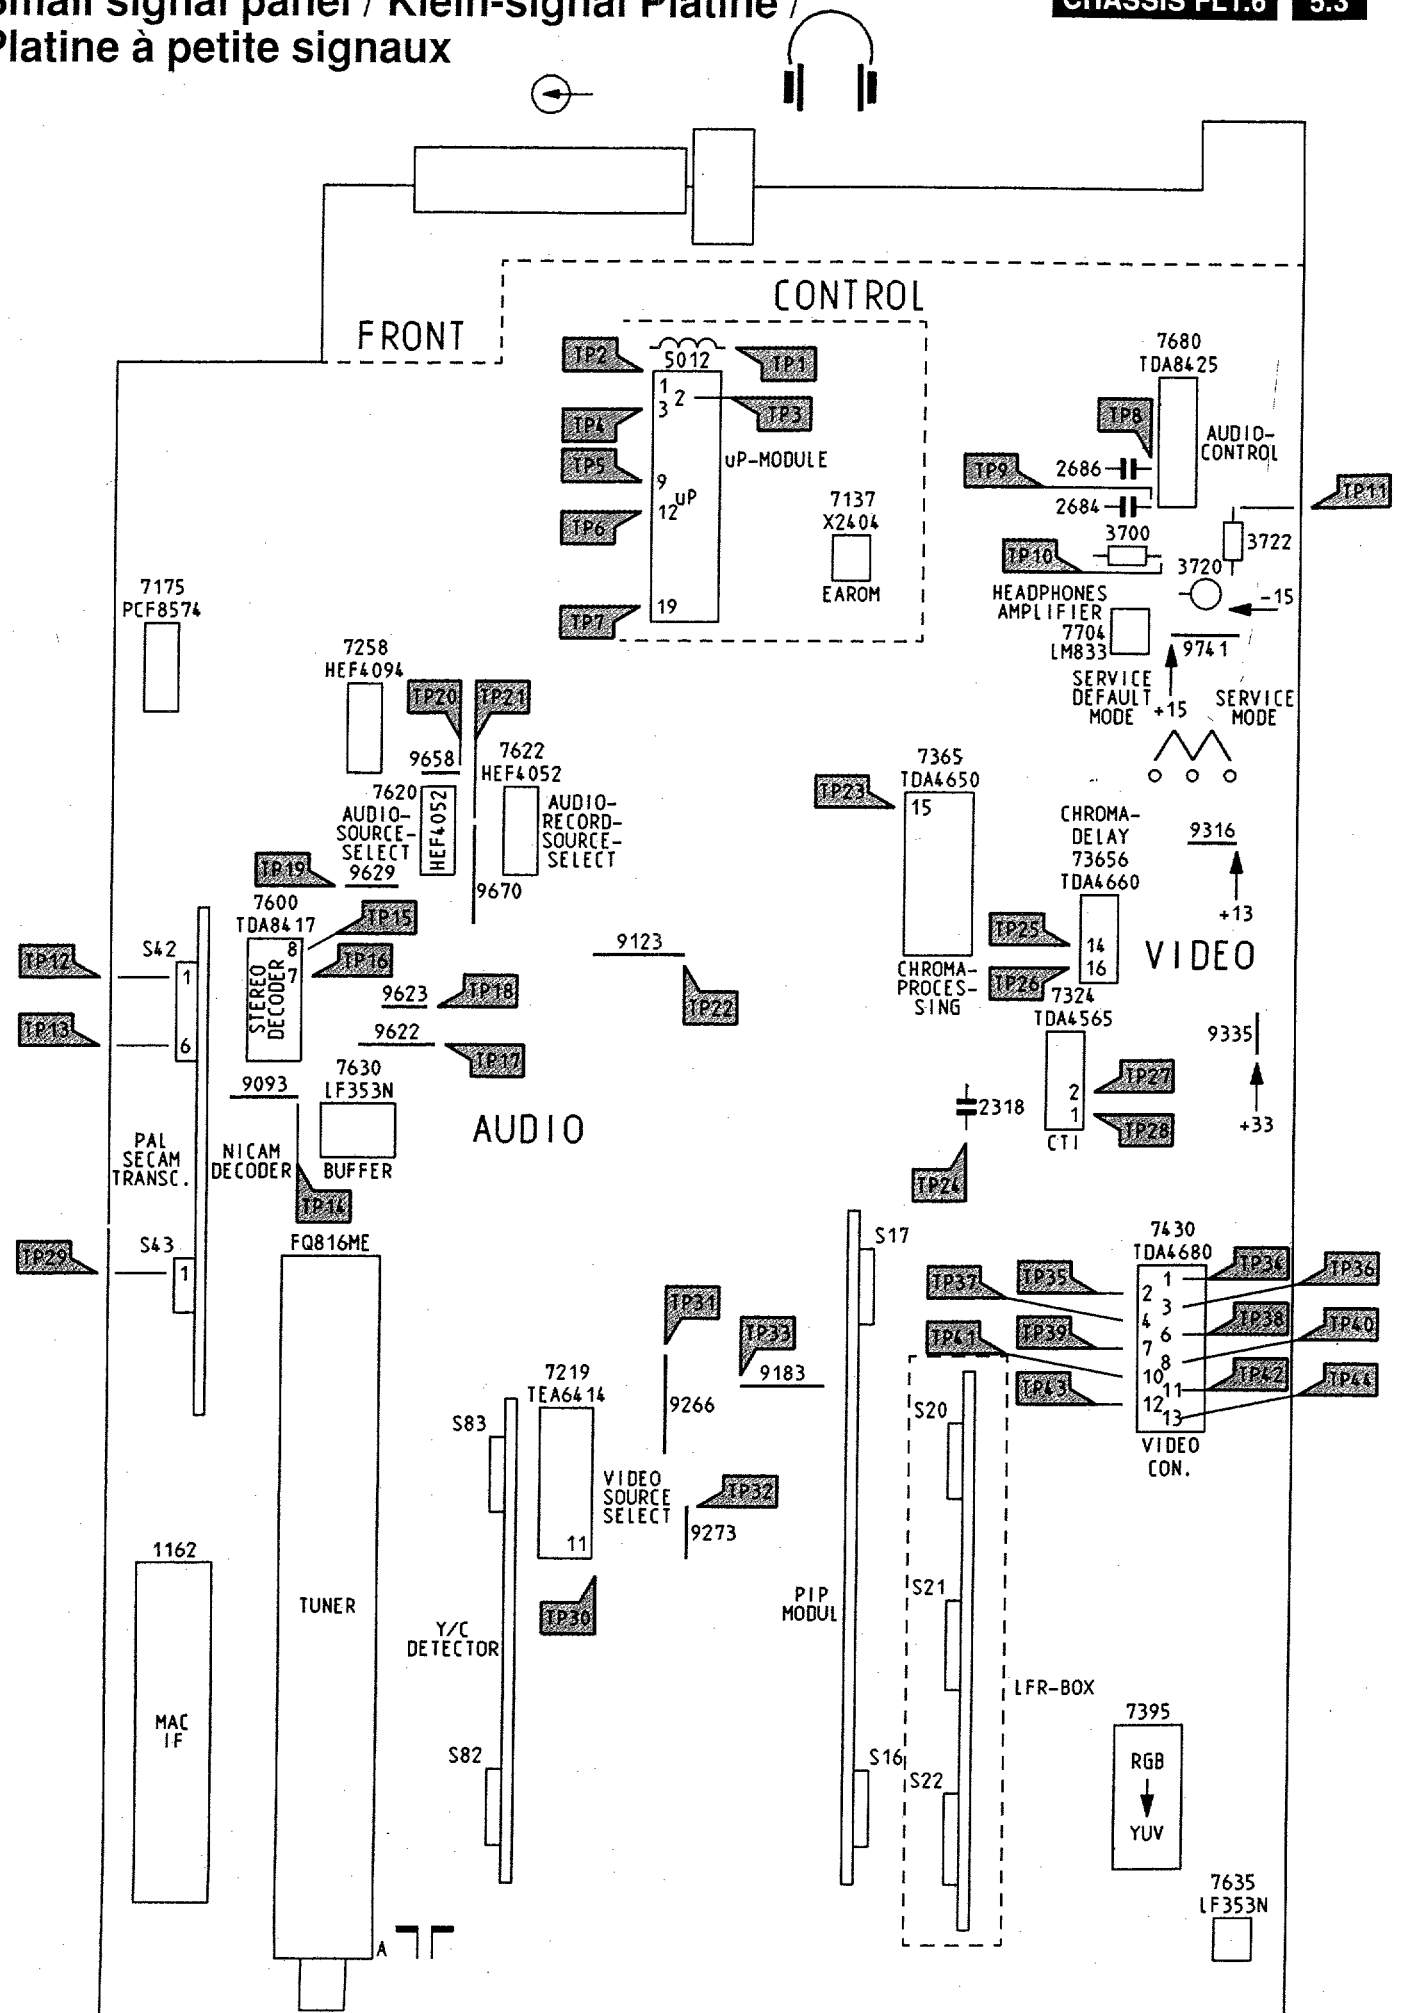 Small signal panel / Klein-signal Platine /
Platine à petite signaux
CHASSIS FL1.6 5.3
CONTROL
FRONT
TP2
5012
TP1
1
2
3
TP3
TP4
TP5
9
uP
12
TP6
19
TP7
uP-MODULE
7137
X2404
EAROM
7680
TDA8425
TP8
AUDIO-
CONTROL
TP9
2686
2684
TP11
3700
3722
TP10
3720
HEADPHONES
AMPLIFIER
7704
LM833
-15
9741
SERVICE
DEFAULT
MODE
+15
SERVICE
MODE
7175
PCF8574
7258
HEF4094
TP20
TP21
9658
7622
HEF4052
7620
HEF4052
AUDIO-
SOURCE-
SELECT
AUDIO-
RECORD-
SOURCE-
SELECT
TP19
9629
9670
7600
TDA8417
TP15
8
7
TP16
STEREO
DECODER
S42
TP12
1
TP13
6
9623
TP18
9622
TP17
9123
TP22
7630
LF353N
BUFFER
9093
NICAM
DECODER
TP14
PAL
SECAM
TRANSC.
AUDIO
TP23
7365
TDA4650
15
CHROMA-
PROCES-
SING
CHROMA-
DELAY
73656
TDA4660
TP25
14
16
TP26
9316
+13
VIDEO
7324
TDA4565
2
1
CTI
TP27
TP28
9335
+33
2318
TP24
TP29
S43
1
FQ816ME
TUNER
A
1162
MAC
IF
S17
S16
PIP
MODUL
7430
TDA4680
TP34
TP35
TP36
TP37
TP38
TP39
TP40
TP41
TP42
TP43
TP44
1
2
3
4
6
7
8
10
11
12
13
VIDEO
CON.
TP31
TP33
9183
9266
7219
TEA6414
11
VIDEO
SOURCE
SELECT
TP32
9273
TP30
S83
S82
Y/C
DETECTOR
S20
S21
S22
LFR-BOX
7395
RGB
YUV
7635
LF353N